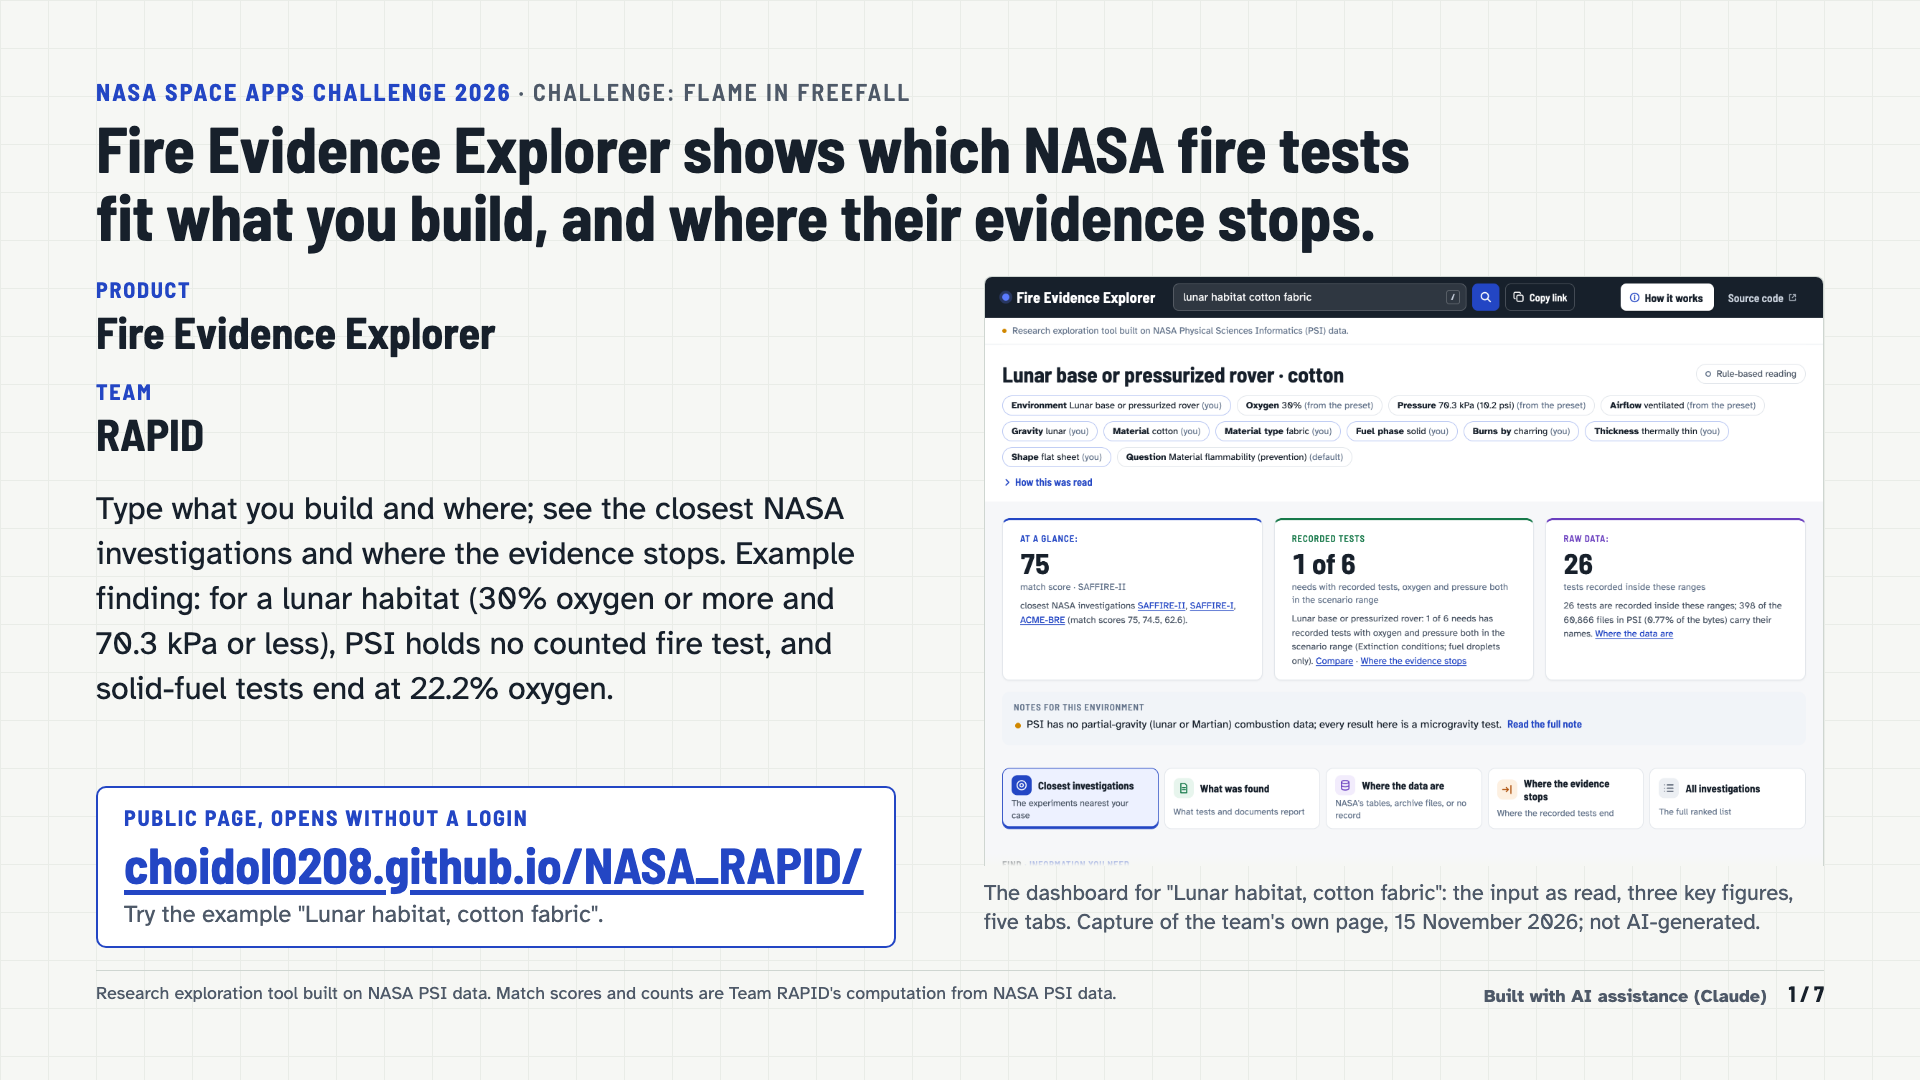 NASA SPACE APPS CHALLENGE 2026 · CHALLENGE: FLAME IN FREEFALL
Fire Evidence Explorer shows which NASA fire tests
fit what you build, and where their evidence stops.
PRODUCT
Fire Evidence Explorer
TEAM
RAPID
Type what you build and where; see the closest NASA
investigations and where the evidence stops. Example
finding: for a lunar habitat (30% oxygen or more and
70.3 kPa or less), PSI holds no counted fire test, and
solid-fuel tests end at 22.2% oxygen.
PUBLIC PAGE, OPENS WITHOUT A LOGIN
choidol0208.github.io/NASA_RAPID/
Try the example "Lunar habitat, cotton fabric".
Fire Evidence Explorer
lunar habitat cotton fabric
/
Copy link
How it works
Source code
Research exploration tool built on NASA Physical Sciences Informatics (PSI) data.
Lunar base or pressurized rover · cotton
Rule-based reading
Environment Lunar base or pressurized rover (you)
Oxygen 30% (from the preset)
Pressure 70.3 kPa (10.2 psi) (from the preset)
Airflow ventilated (from the preset)
Gravity lunar (you)
Material cotton (you)
Material type fabric (you)
Fuel phase solid (you)
Burns by charring (you)
Thickness thermally thin (you)
Shape flat sheet (you)
Question Material flammability (prevention) (default)
How this was read
AT A GLANCE:
75
match score · SAFFIRE-II
closest NASA investigations SAFFIRE-II, SAFFIRE-I,
ACME-BRE (match scores 75, 74.5, 62.6).
RECORDED TESTS
1 of 6
needs with recorded tests, oxygen and pressure both
in the scenario range
Lunar base or pressurized rover: 1 of 6 needs has
recorded tests with oxygen and pressure both in the
scenario range (Extinction conditions; fuel droplets
only). Compare · Where the evidence stops
RAW DATA:
26
tests recorded inside these ranges
26 tests are recorded inside these ranges; 398 of the
60,866 files in PSI (0.77% of the bytes) carry their
names. Where the data are
NOTES FOR THIS ENVIRONMENT
PSI has no partial-gravity (lunar or Martian) combustion data; every result here is a microgravity test. Read the full note
Closest investigations
The experiments nearest your
case
What was found
What tests and documents report
Where the data are
NASA's tables, archive files, or no
record
Where the evidence
stops
Where the recorded tests end
All investigations
The full ranked list
FIND · INFORMATION YOU NEED
The dashboard for "Lunar habitat, cotton fabric": the input as read, three key figures,
five tabs. Capture of the team's own page, 15 November 2026; not AI-generated.
Research exploration tool built on NASA PSI data. Match scores and counts are Team RAPID's computation from NASA PSI data.
Built with AI assistance (Claude)
1 / 7